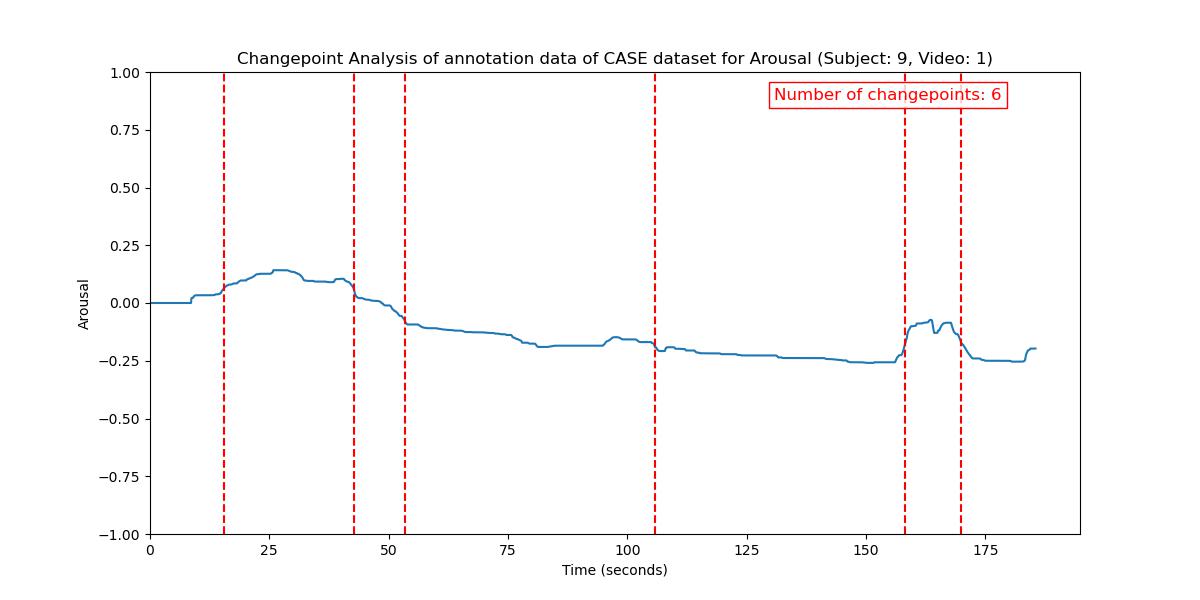 Changepoint Analysis of annotation data of CASE dataset for Arousal (Subject: 9, Video: 1)
Number of changepoints: 6
1.00
0.75
0.50
0.25
0.00
−0.25
−0.50
−0.75
−1.00
Arousal
0 25 50 75 100 125 150 175
Time (seconds)